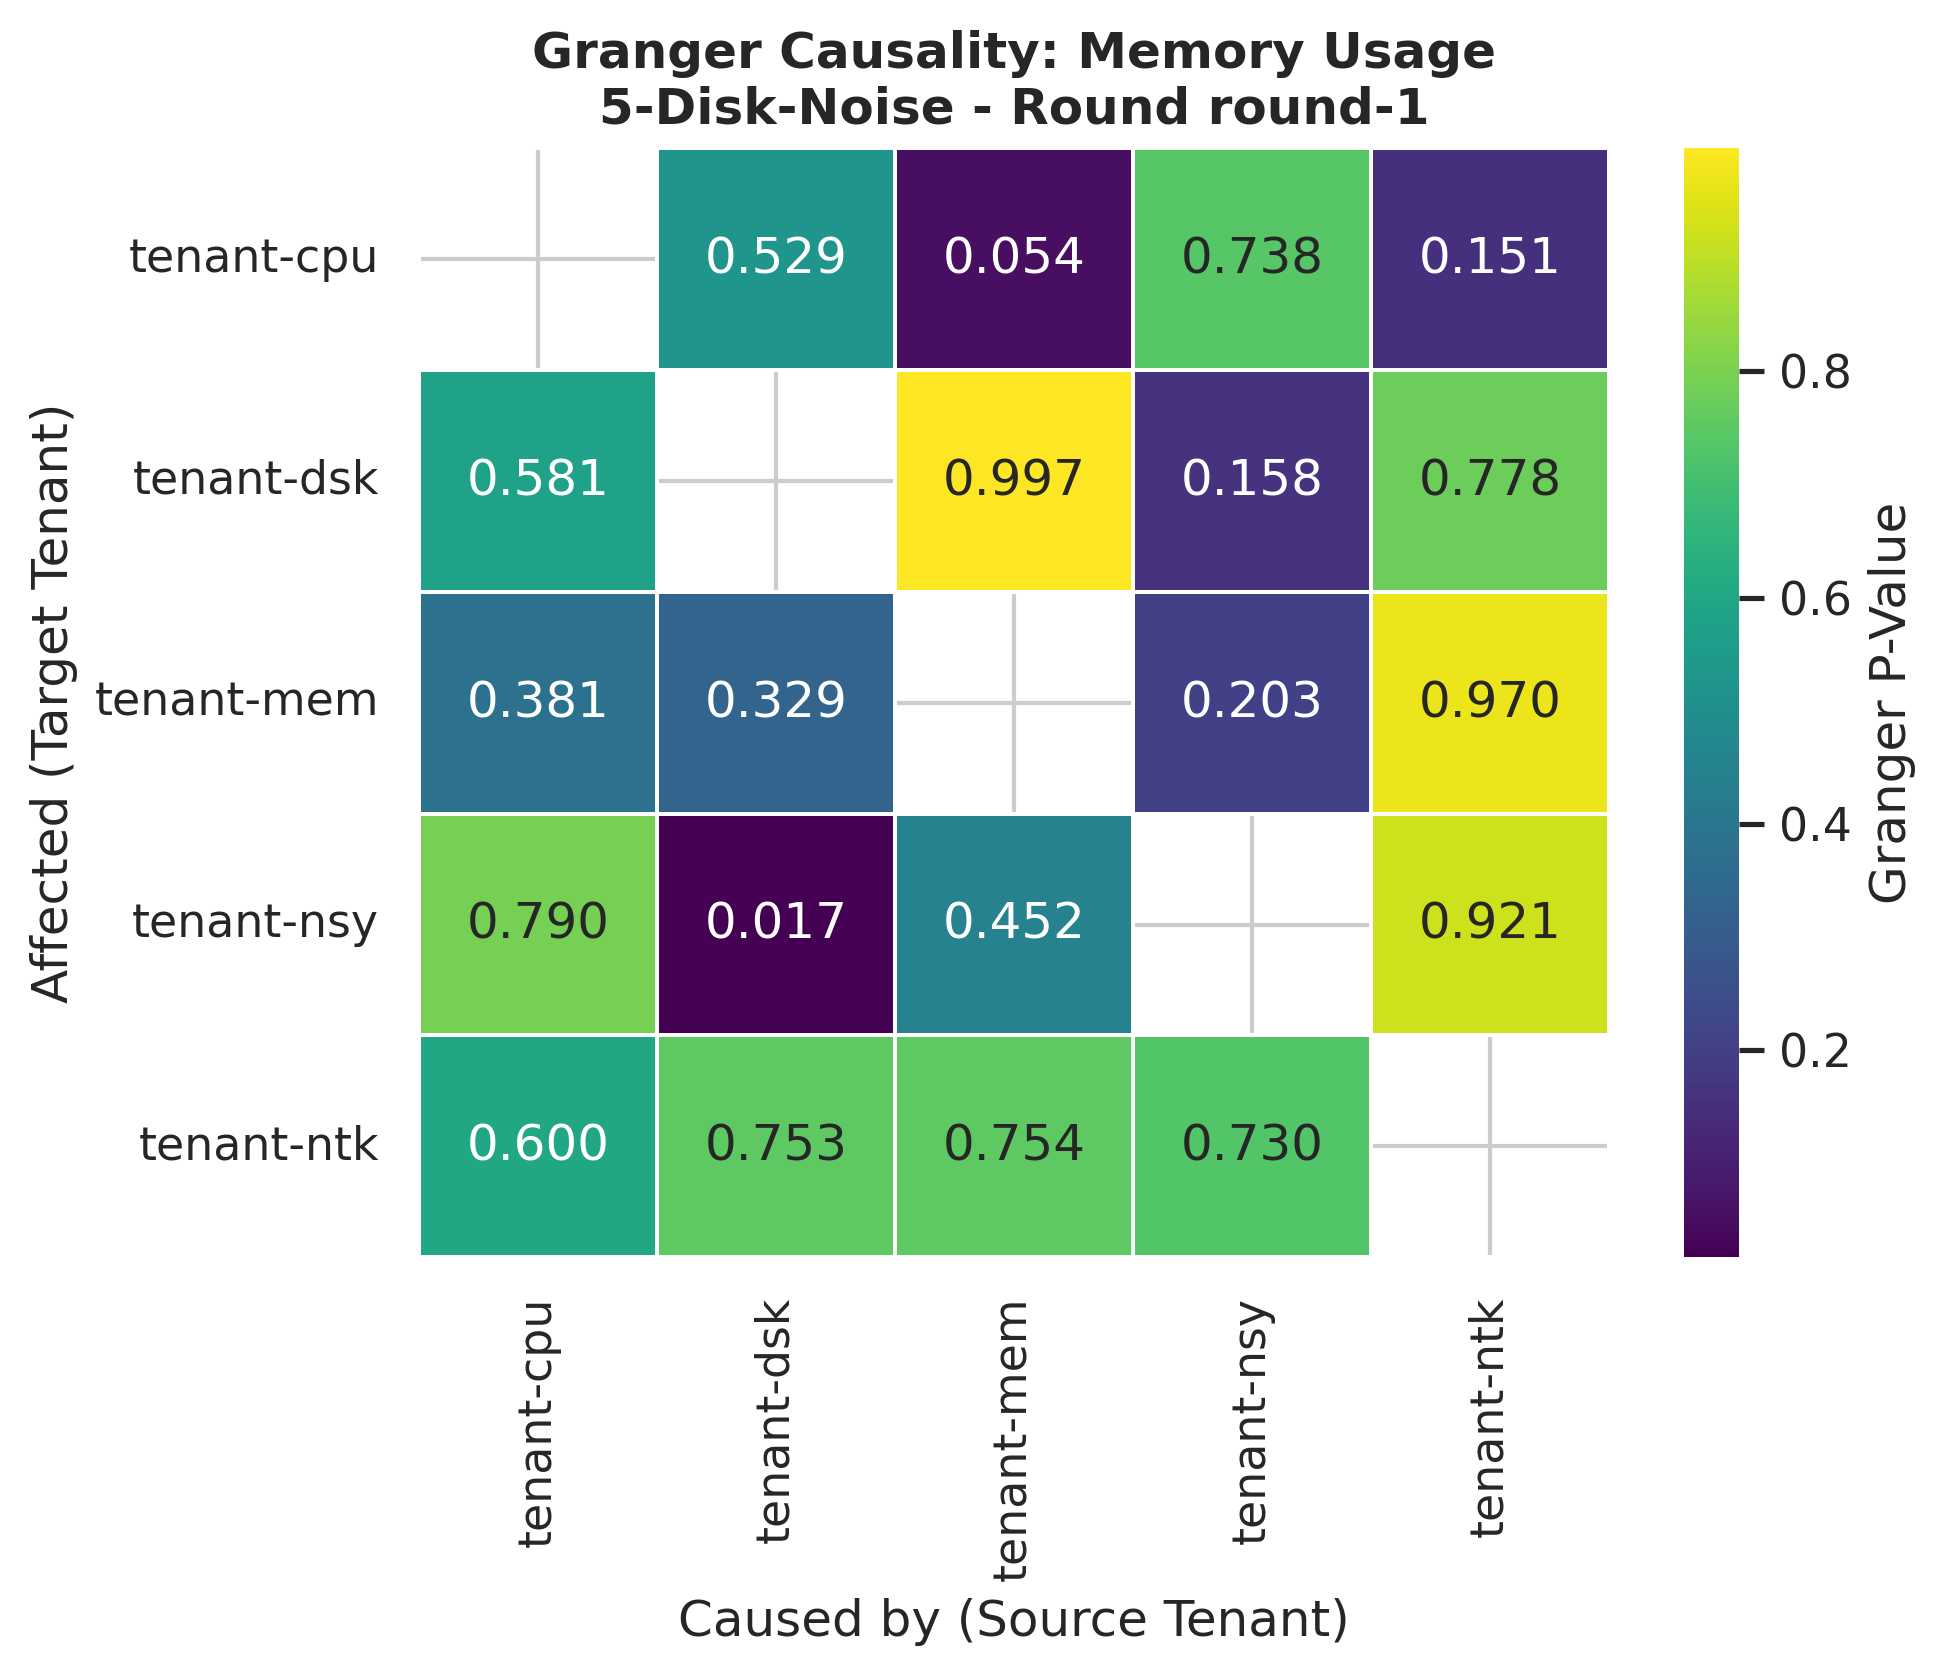 Granger Causality: Memory Usage
5-Disk-Noise - Round round-1
Affected (Target Tenant)
tenant-cpu 0.529 0.054 0.738 0.151
tenant-dsk 0.581 0.997 0.158 0.778
tenant-mem 0.381 0.329 0.203 0.970
tenant-nsy 0.790 0.017 0.452 0.921
tenant-ntk 0.600 0.753 0.754 0.730
tenant-cpu
tenant-dsk
tenant-mem
tenant-nsy
tenant-ntk
Caused by (Source Tenant)
0.8
0.6
0.4
0.2
Granger P-Value